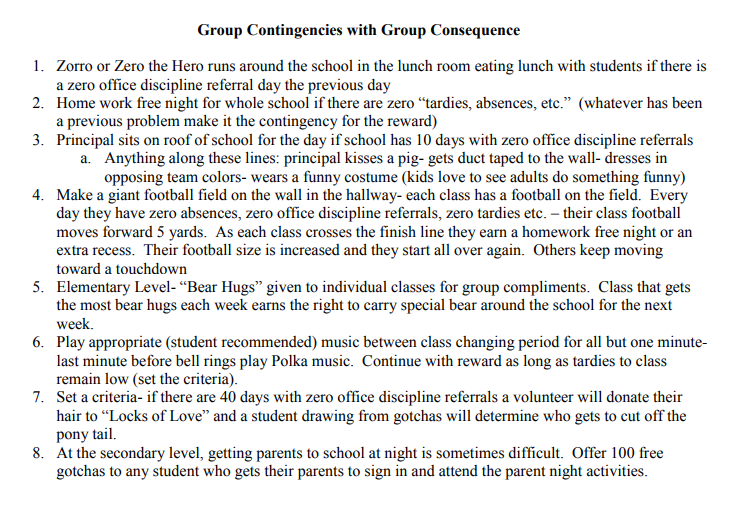 Group Contingencies with Group Consequence
1. Zorro or Zero the Hero runs around the school in the lunch room eating lunch with students if there is
a zero office discipline referral day the previous day
2. Home work free night for whole school if there are zero “tardies, absences, etc.” (whatever has been
a previous problem make it the contingency for the reward)
3. Principal sits on roof of school for the day if school has 10 days with zero office discipline referrals
a. Anything along these lines: principal kisses a pig- gets duct taped to the wall- dresses in
opposing team colors- wears a funny costume (kids love to see adults do something funny)
4. Make a giant football field on the wall in the hallway- each class has a football on the field. Every
day they have zero absences, zero office discipline referrals, zero tardies etc. – their class football
moves forward 5 yards. As each class crosses the finish line they earn a homework free night or an
extra recess. Their football size is increased and they start all over again. Others keep moving
toward a touchdown
5. Elementary Level- “Bear Hugs” given to individual classes for group compliments. Class that gets
the most bear hugs each week earns the right to carry special bear around the school for the next
week.
6. Play appropriate (student recommended) music between class changing period for all but one minute-
last minute before bell rings play Polka music. Continue with reward as long as tardies to class
remain low (set the criteria).
7. Set a criteria- if there are 40 days with zero office discipline referrals a volunteer will donate their
hair to “Locks of Love” and a student drawing from gotchas will determine who gets to cut off the
pony tail.
8. At the secondary level, getting parents to school at night is sometimes difficult. Offer 100 free
gotchas to any student who gets their parents to sign in and attend the parent night activities.